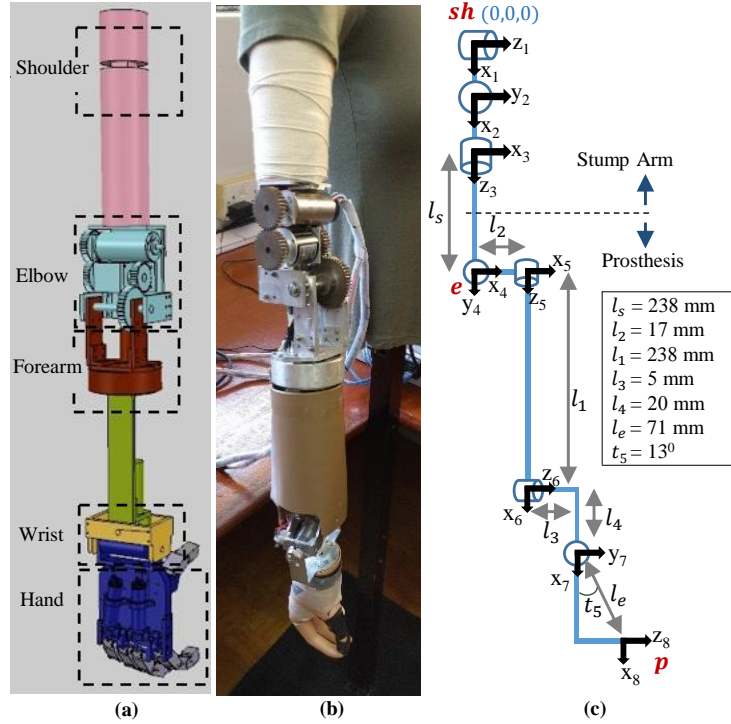 Shoulder
Elbow
Forearm
Wrist
Hand
(a)
(b)
sh (0,0,0)
z₁
x₁
y₂
x₂
x₃
z₃
Stump Arm
lₛ
l₂
Prosthesis
e
x₄
y₄
x₅
z₅
lₛ = 238 mm
l₂ = 17 mm
l₁ = 238 mm
l₃ = 5 mm
l₄ = 20 mm
lₑ = 71 mm
t₅ = 13⁰
l₁
z₆
x₆
l₃
l₄
y₇
x₇
t₅
lₑ
z₈
x₈
p
(c)